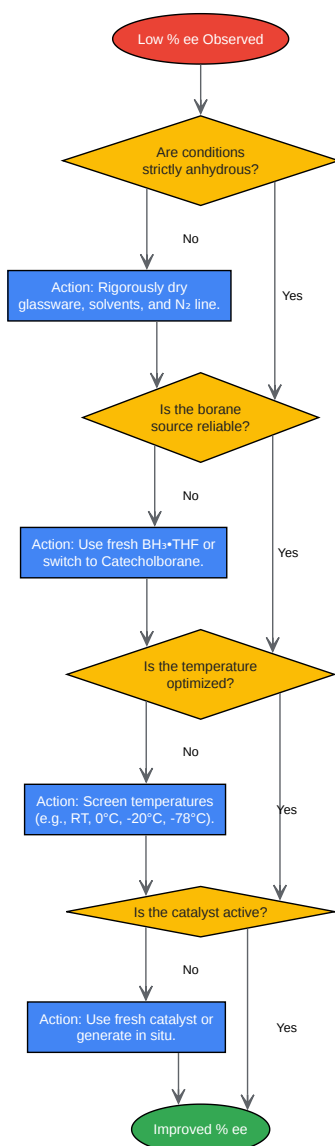 Low % ee Observed
Are conditions
strictly anhydrous?
No
Action: Rigorously dry
glassware, solvents, and N₂ line.
Yes
Is the borane
source reliable?
No
Action: Use fresh BH₃•THF or
switch to Catecholborane.
Yes
Is the temperature
optimized?
No
Action: Screen temperatures
(e.g., RT, 0°C, -20°C, -78°C).
Yes
Is the catalyst active?
No
Action: Use fresh catalyst or
generate in situ.
Yes
Improved % ee